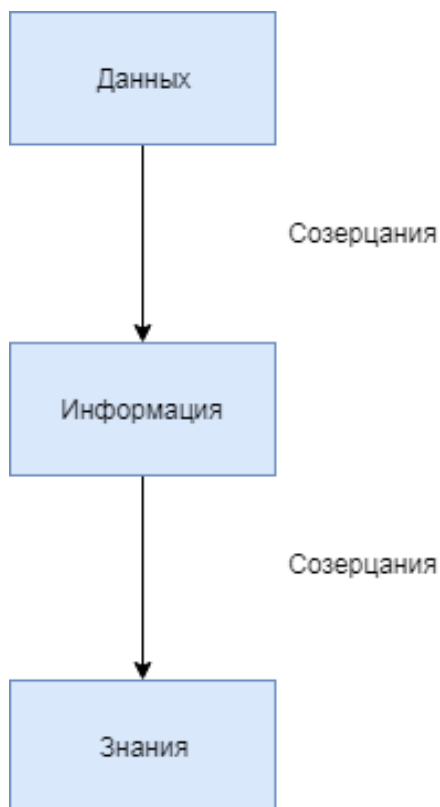 Данных
Созерцания
Информация
Созерцания
Знания